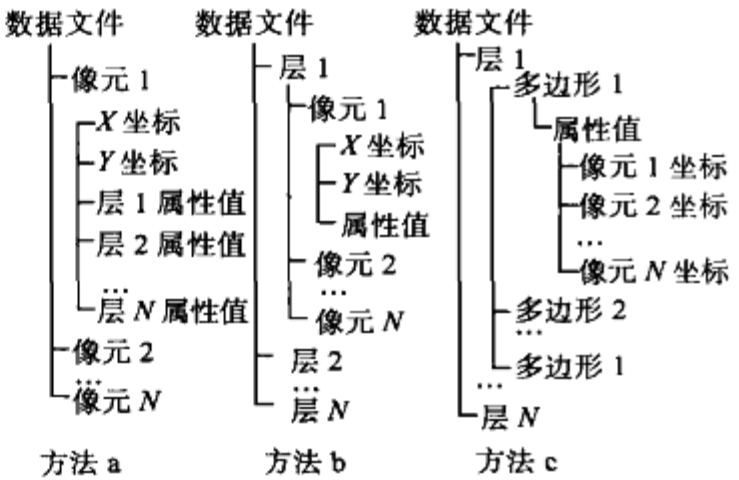 数据文件
像元 1
X 坐标
Y 坐标
层 1 属性值
层 2 属性值
…
层 N 属性值
像元 2
…
像元 N
方法 a
数据文件
层 1
像元 1
X 坐标
Y 坐标
属性值
像元 2
…
像元 N
层 2
…
层 N
方法 b
数据文件
层 1
多边形 1
属性值
像元 1 坐标
像元 2 坐标
…
像元 N 坐标
多边形 2
…
多边形 1
…
层 N
方法 c